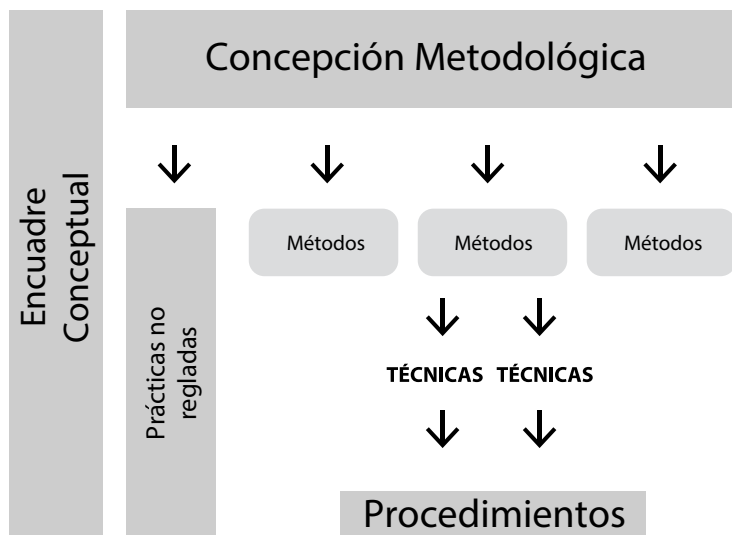 Encuadre
Conceptual
Concepción Metodológica
Prácticas no
regladas
Métodos
Métodos
Métodos
TÉCNICAS TÉCNICAS
Procedimientos